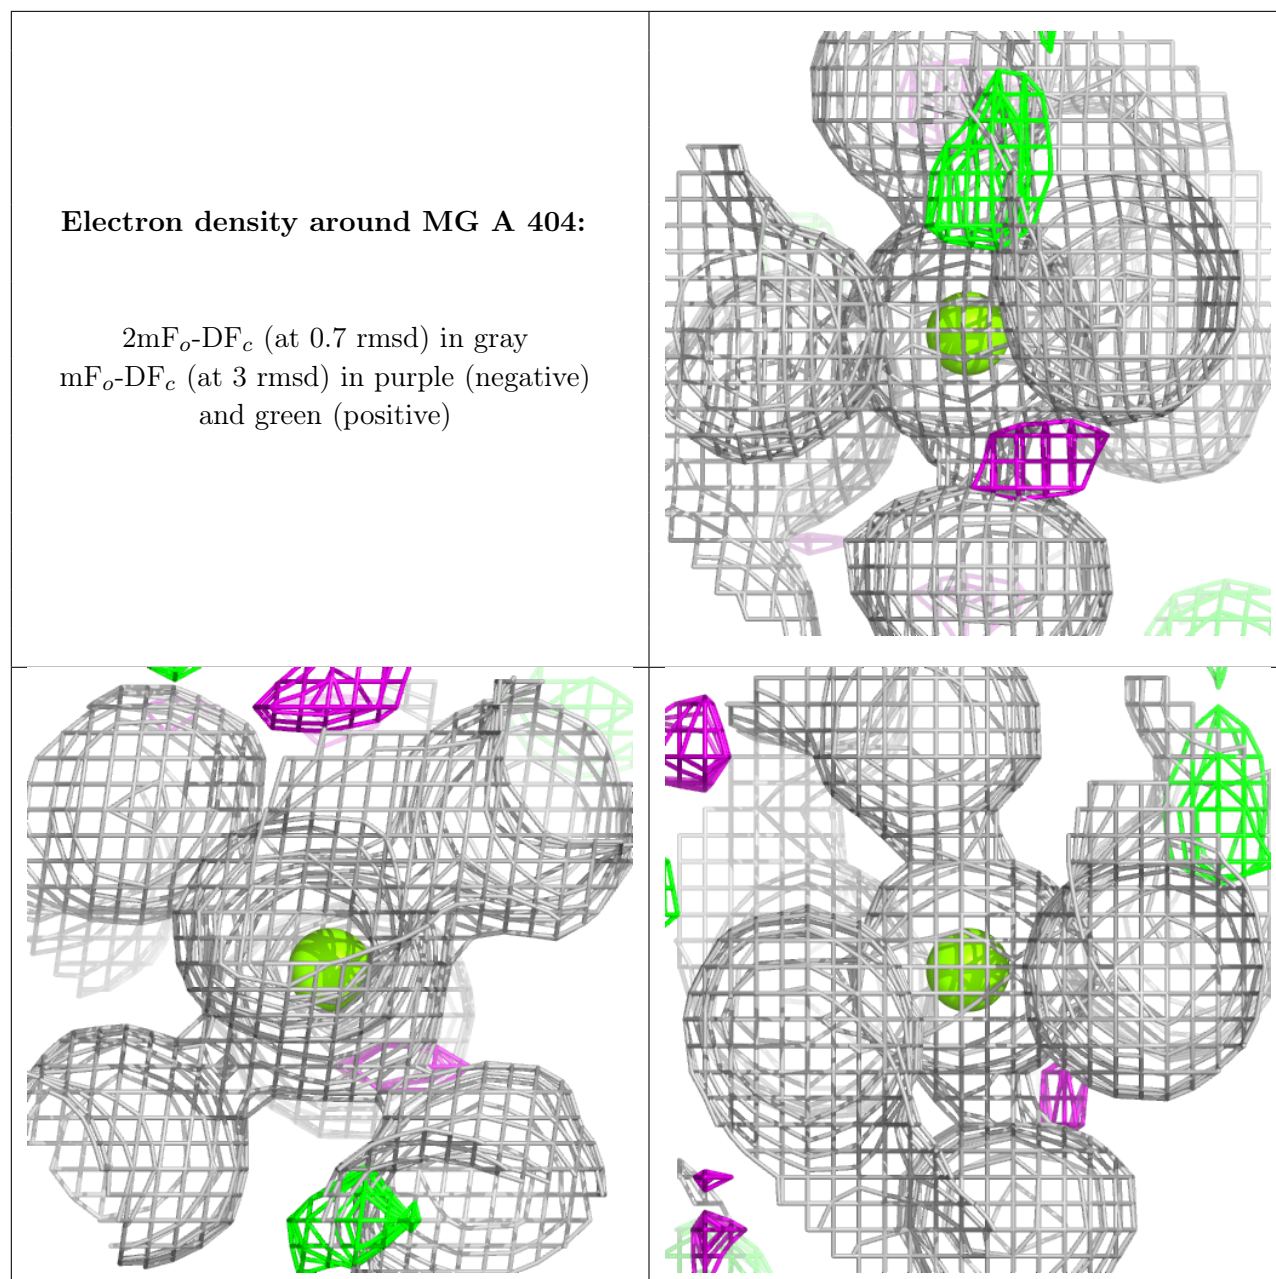 Electron density around MG A 404:
2mFo-DFc (at 0.7 rmsd) in gray
mFo-DFc (at 3 rmsd) in purple (negative)
and green (positive)